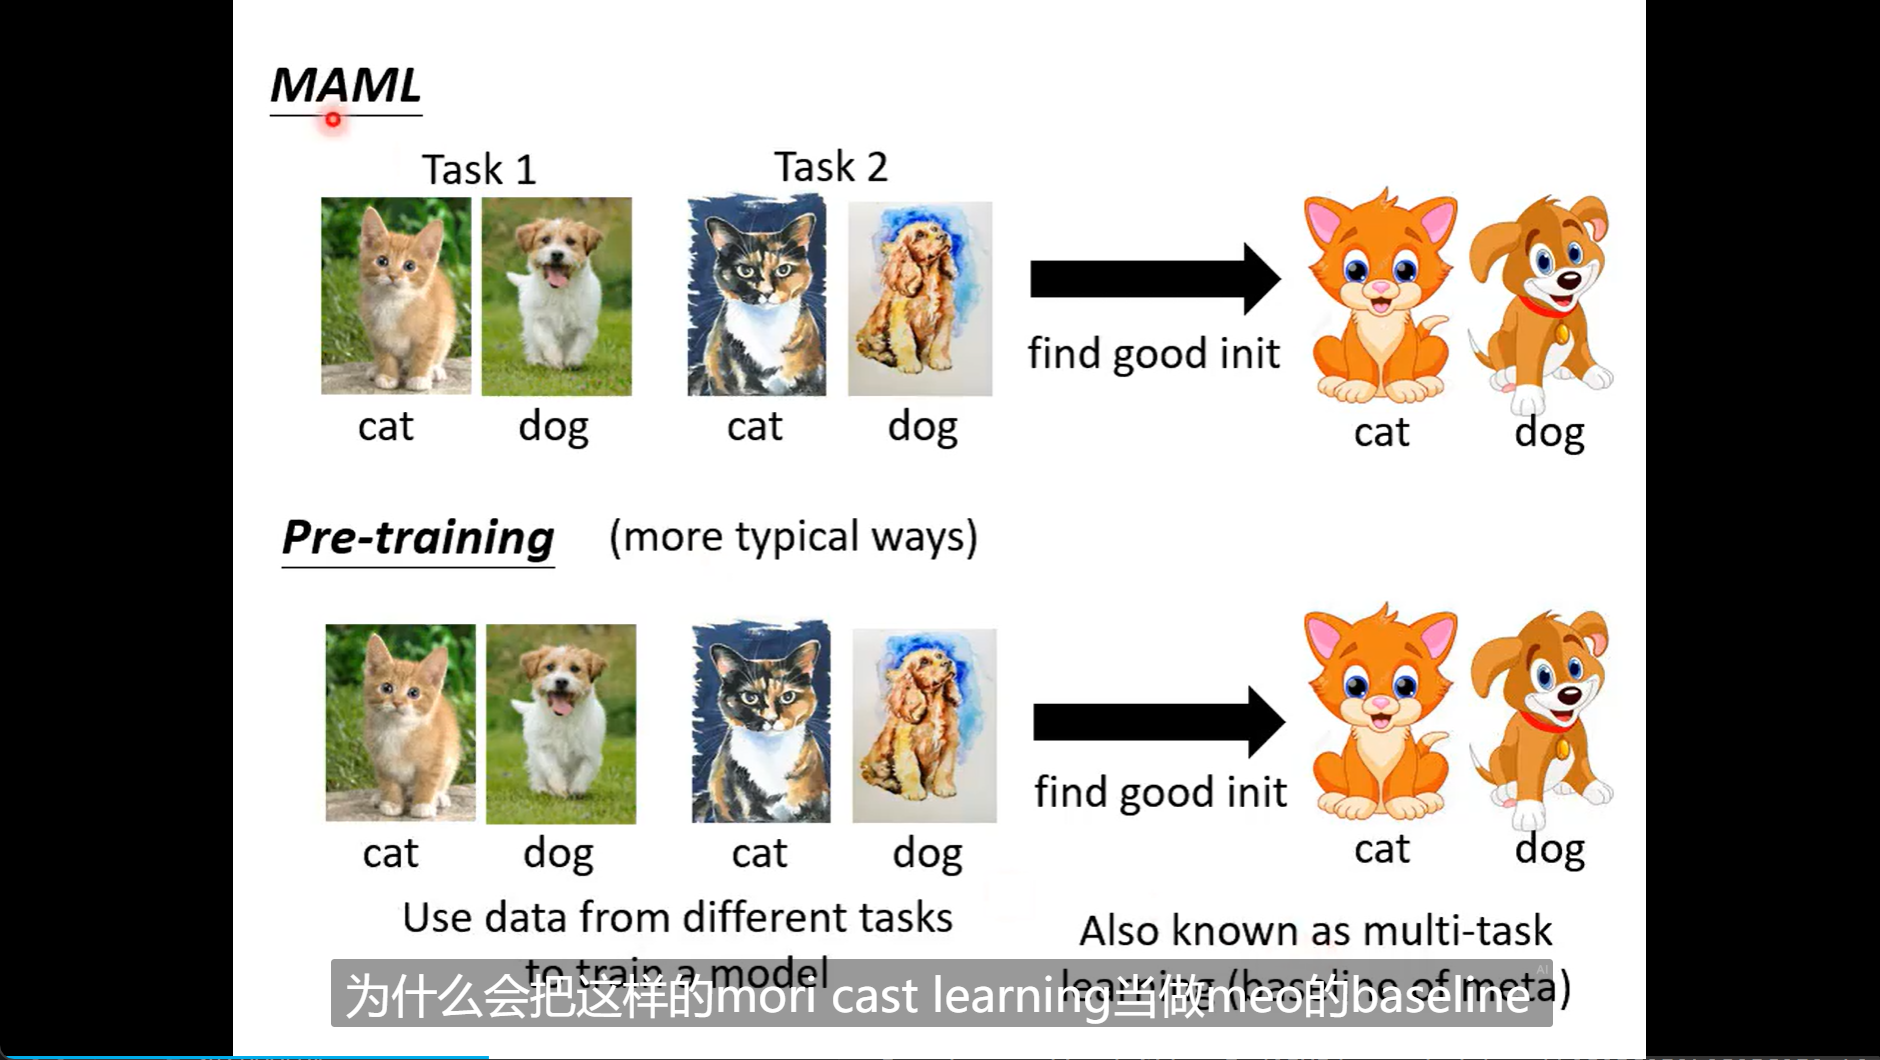 MAML
Task 1
Task 2
find good init
cat
dog
cat
dog
cat
dog
Pre-training
(more typical ways)
find good init
cat
dog
cat
dog
cat
dog
Use data from different tasks
to train a model
Also known as multi-task
learning (baseline of meta)
AI
为什么会把这样的mori cast learning当做meo的baseline